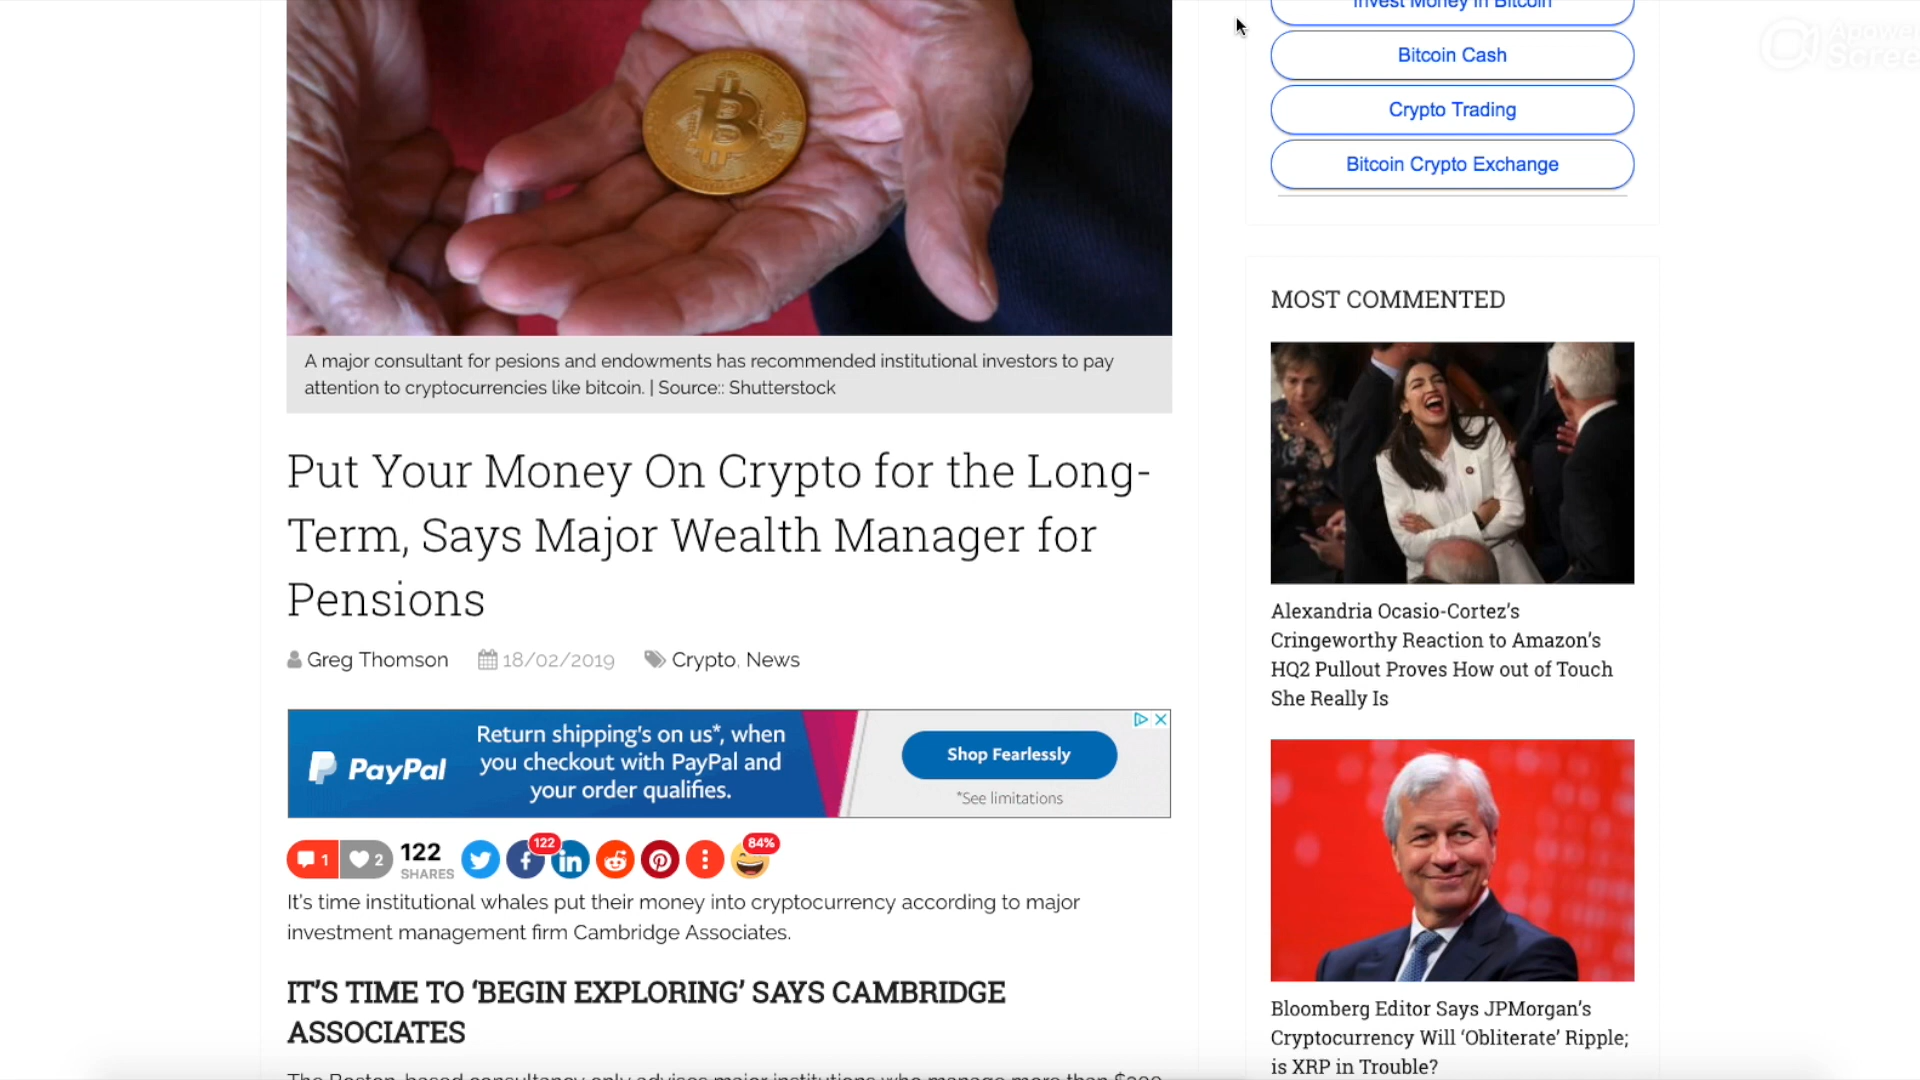 Bitcoin Cash
Crypto Trading
Bitcoin Crypto Exchange
A major consultant for pesions and endowments has recommended institutional investors to pay
attention to cryptocurrencies like bitcoin. | Source:: Shutterstock
Put Your Money On Crypto for the Long-
Term, Says Major Wealth Manager for
Pensions
Greg Thomson 18/02/2019 Crypto, News
PayPal
Return shipping's on us*, when
you checkout with PayPal and
your order qualifies.
Shop Fearlessly
*See limitations
1 2 122 SHARES 122 84%
It's time institutional whales put their money into cryptocurrency according to major
investment management firm Cambridge Associates.
IT'S TIME TO ‘BEGIN EXPLORING’ SAYS CAMBRIDGE
ASSOCIATES
MOST COMMENTED
Alexandria Ocasio-Cortez's
Cringeworthy Reaction to Amazon's
HQ2 Pullout Proves How out of Touch
She Really Is
Bloomberg Editor Says JPMorgan's
Cryptocurrency Will ‘Obliterate’ Ripple;
is XRP in Trouble?